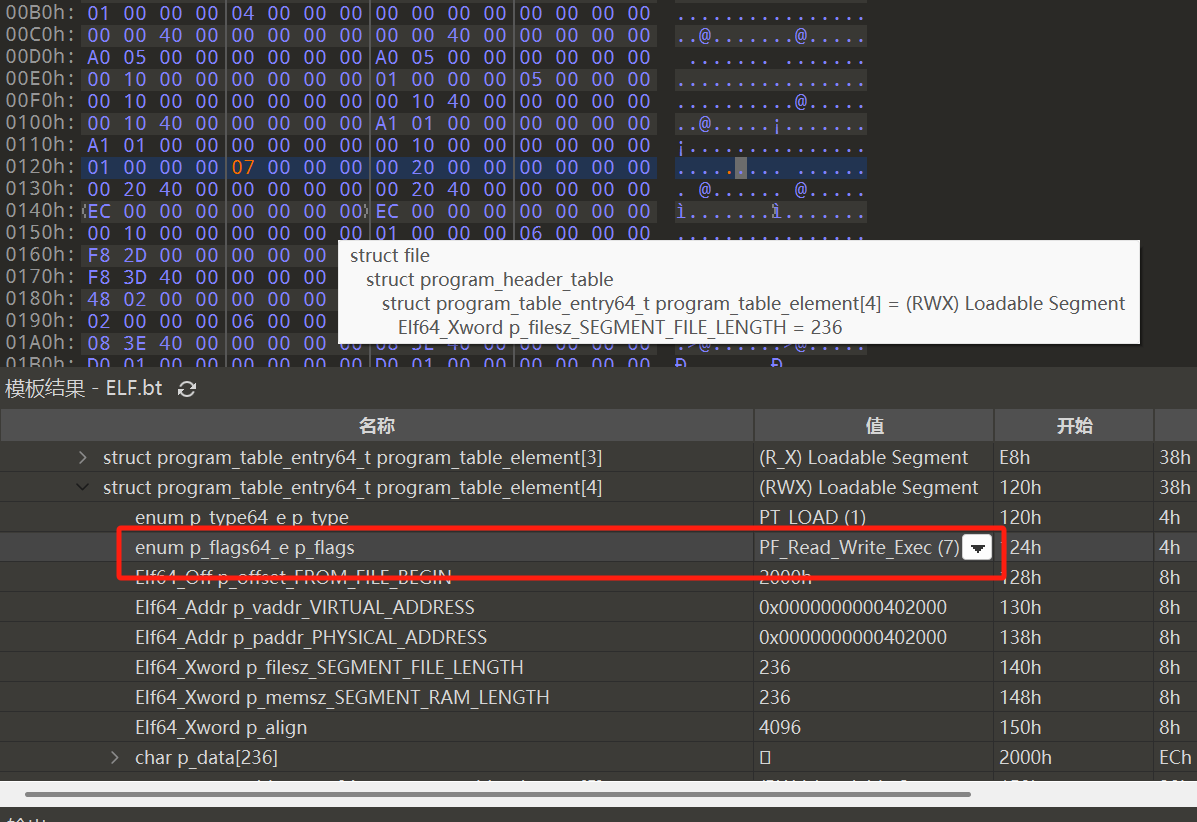 00B0h: 01 00 00 00 04 00 00 00 00 00 00 00 00 00 00 00 ................
00C0h: 00 00 40 00 00 00 00 00 00 00 40 00 00 00 00 00 ..@.......@.....
00D0h: A0 05 00 00 00 00 00 00 A0 05 00 00 00 00 00 00  ....... .......
00E0h: 00 10 00 00 00 00 00 00 01 00 00 00 05 00 00 00 ................
00F0h: 00 10 00 00 00 00 00 00 00 10 40 00 00 00 00 00 ..........@.....
0100h: 00 10 40 00 00 00 00 00 A1 01 00 00 00 00 00 00 ..@.....¡.......
0110h: A1 01 00 00 00 00 00 00 00 10 00 00 00 00 00 00 ¡...............
0120h: 01 00 00 00 07 00 00 00 00 20 00 00 00 00 00 00 ......... ......
0130h: 00 20 40 00 00 00 00 00 00 20 40 00 00 00 00 00 . @...... @.....
0140h: EC 00 00 00 00 00 00 00 EC 00 00 00 00 00 00 00 ì.......ì.......
0150h: 00 10 00 00 00 00 00 00 01 00 00 00 06 00 00 00 ................
0160h: F8 2D 00 00 00 00 00
0170h: F8 3D 40 00 00 00 00
0180h: 48 02 00 00 00 00 00
0190h: 02 00 00 00 06 00 00
01A0h: 08 3E 40 00 00 00 00 00 08 3E 40 00 00 00 00 00 .>@......>@.....
01B0h: D0 01 00 00 00 00 00 00 D0 01 00 00 00 00 00 00 Ð.......Ð.......
struct file
struct program_header_table
struct program_table_entry64_t program_table_element[4] = (RWX) Loadable Segment
Elf64_Xword p_filesz_SEGMENT_FILE_LENGTH = 236
模板结果 - ELF.bt
名称 值 开始
struct program_table_entry64_t program_table_element[3] (R_X) Loadable Segment E8h 38h
struct program_table_entry64_t program_table_element[4] (RWX) Loadable Segment 120h 38h
enum p_type64_e p_type PT_LOAD (1) 120h 4h
enum p_flags64_e p_flags PF_Read_Write_Exec (7) 124h 4h
Elf64_Off p_offset_FROM_FILE_BEGIN 2000h 128h 8h
Elf64_Addr p_vaddr_VIRTUAL_ADDRESS 0x0000000000402000 130h 8h
Elf64_Addr p_paddr_PHYSICAL_ADDRESS 0x0000000000402000 138h 8h
Elf64_Xword p_filesz_SEGMENT_FILE_LENGTH 236 140h 8h
Elf64_Xword p_memsz_SEGMENT_RAM_LENGTH 236 148h 8h
Elf64_Xword p_align 4096 150h 8h
char p_data[236] 2000h ECh